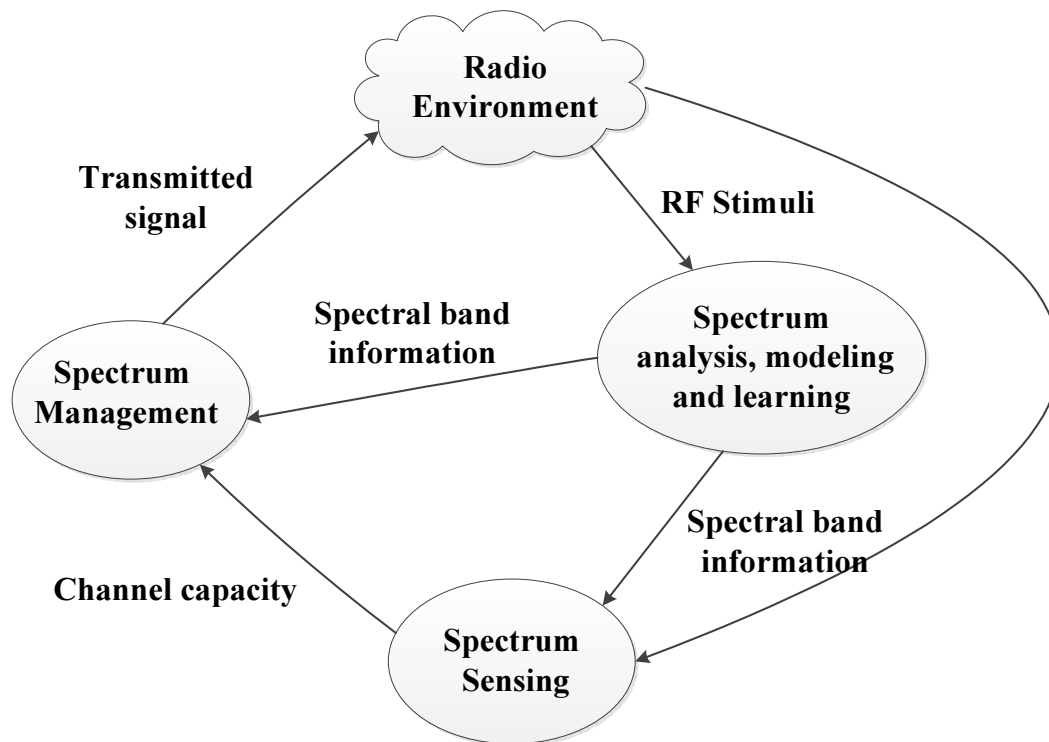 Radio
Environment
Transmitted
signal
RF Stimuli
Spectral band
information
Spectrum
analysis, modeling
and learning
Spectrum
Management
Spectral band
information
Channel capacity
Spectrum
Sensing